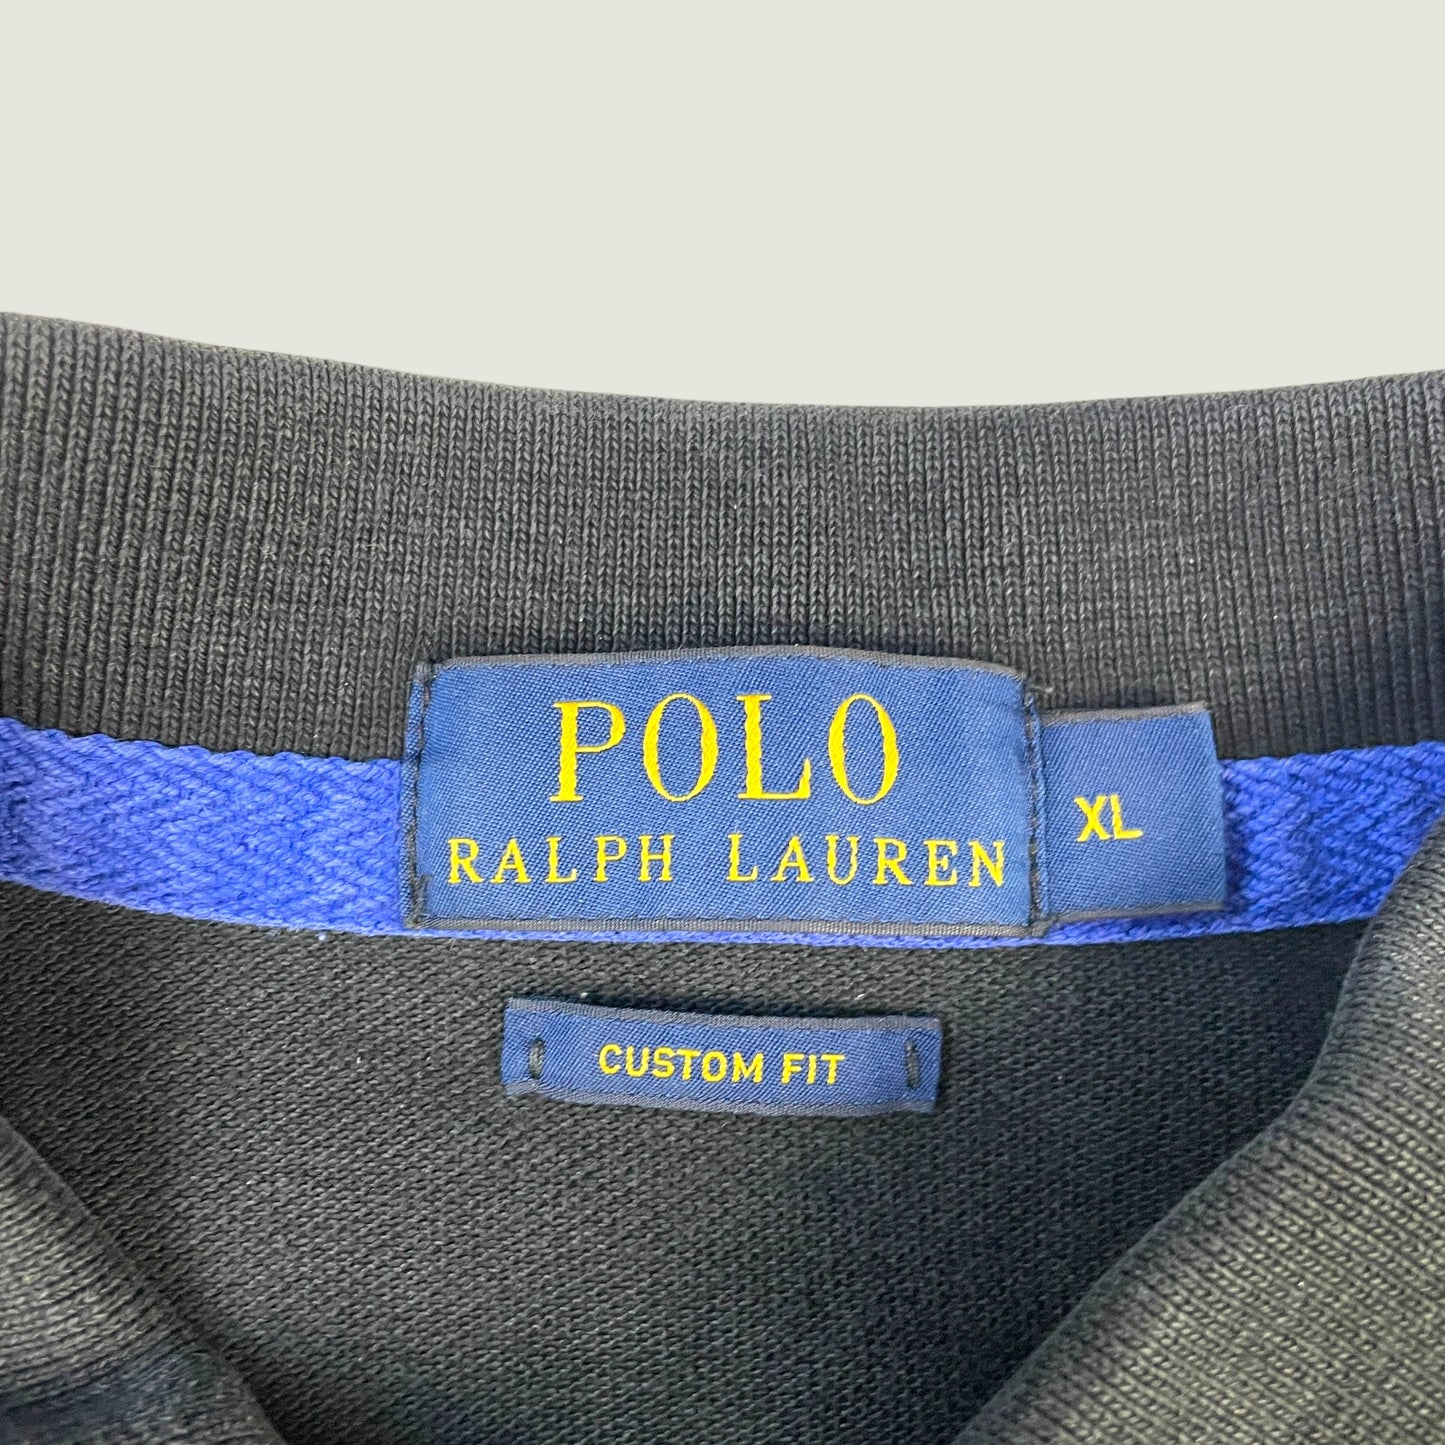 POLO
RALPH LAUREN
XL
CUSTOM FIT